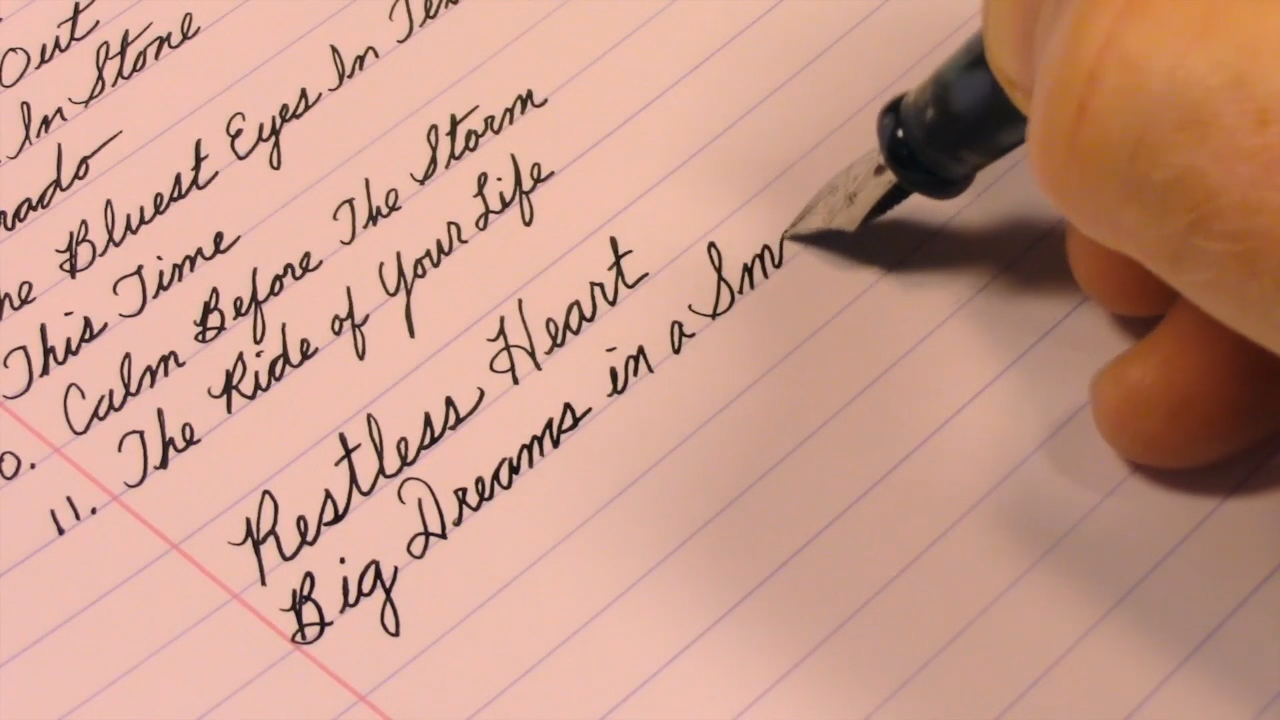 Out
In Stone
rado
he Bluest Eyes In Tex
This Time
0. Calm Before The Storm
11. The Ride of Your Life
Restless Heart
Big Dreams in a Sm